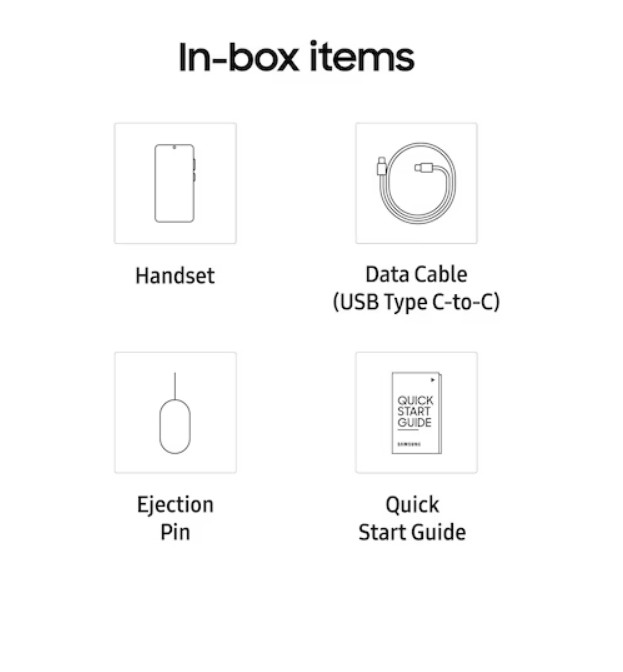 In-box items
Handset
Data Cable
(USB Type C-to-C)
QUICK
START
GUIDE
SAMSUNG
Ejection
Pin
Quick
Start Guide